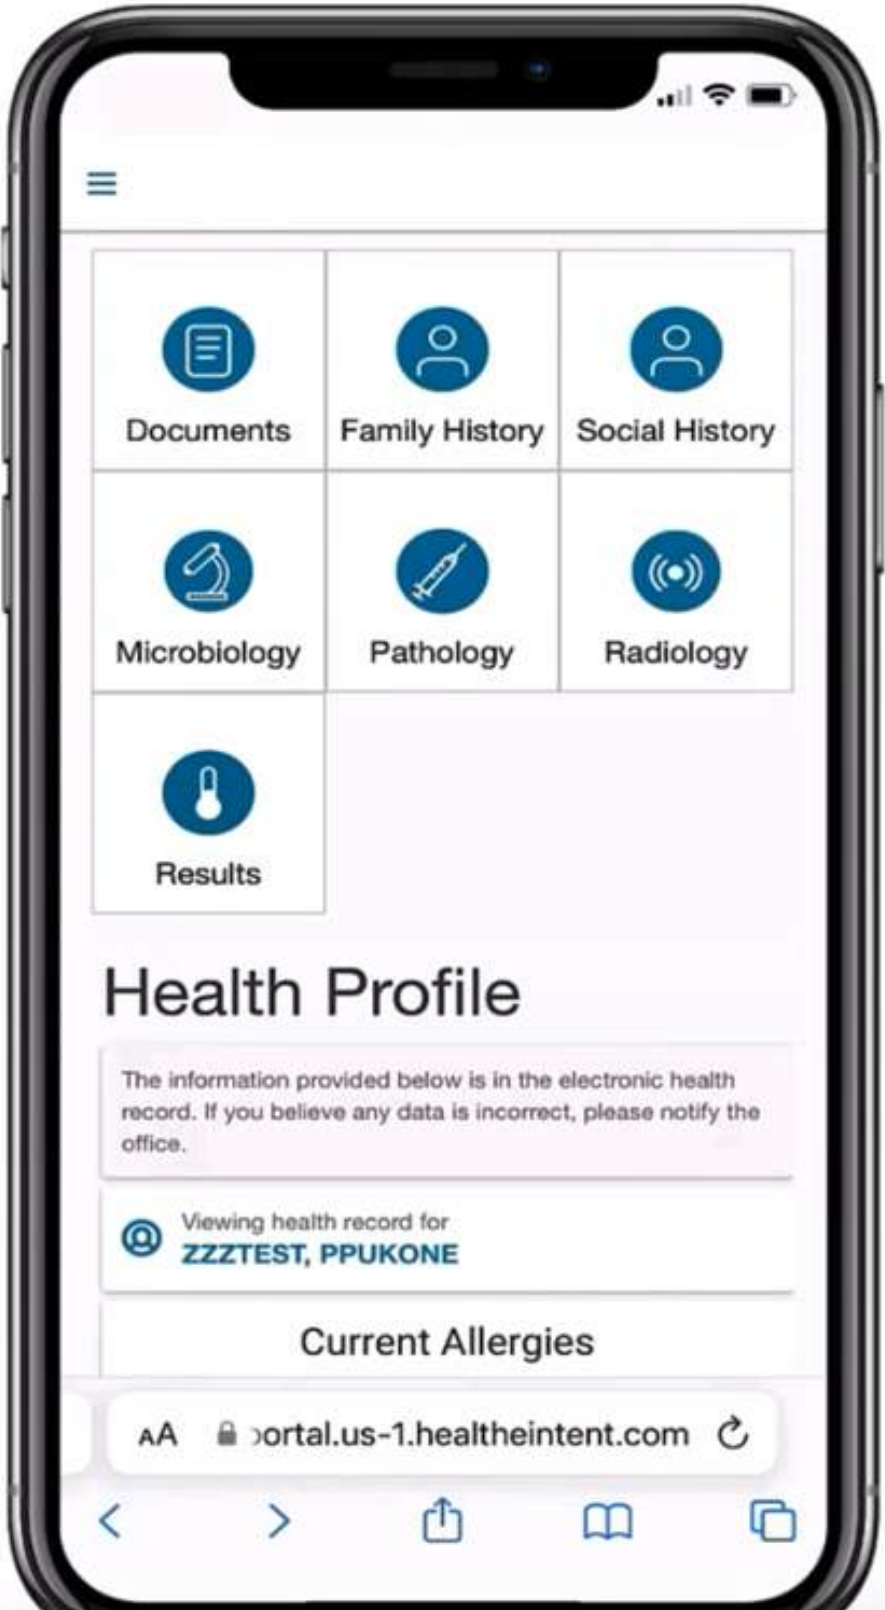 Documents
Family History
Social History
Microbiology
Pathology
Radiology
Results
Health Profile
The information provided below is in the electronic health
record. If you believe any data is incorrect, please notify the
office.
Viewing health record for
ZZZTEST, PPUKONE
Current Allergies
AA
ortal.us-1.healtheintent.com